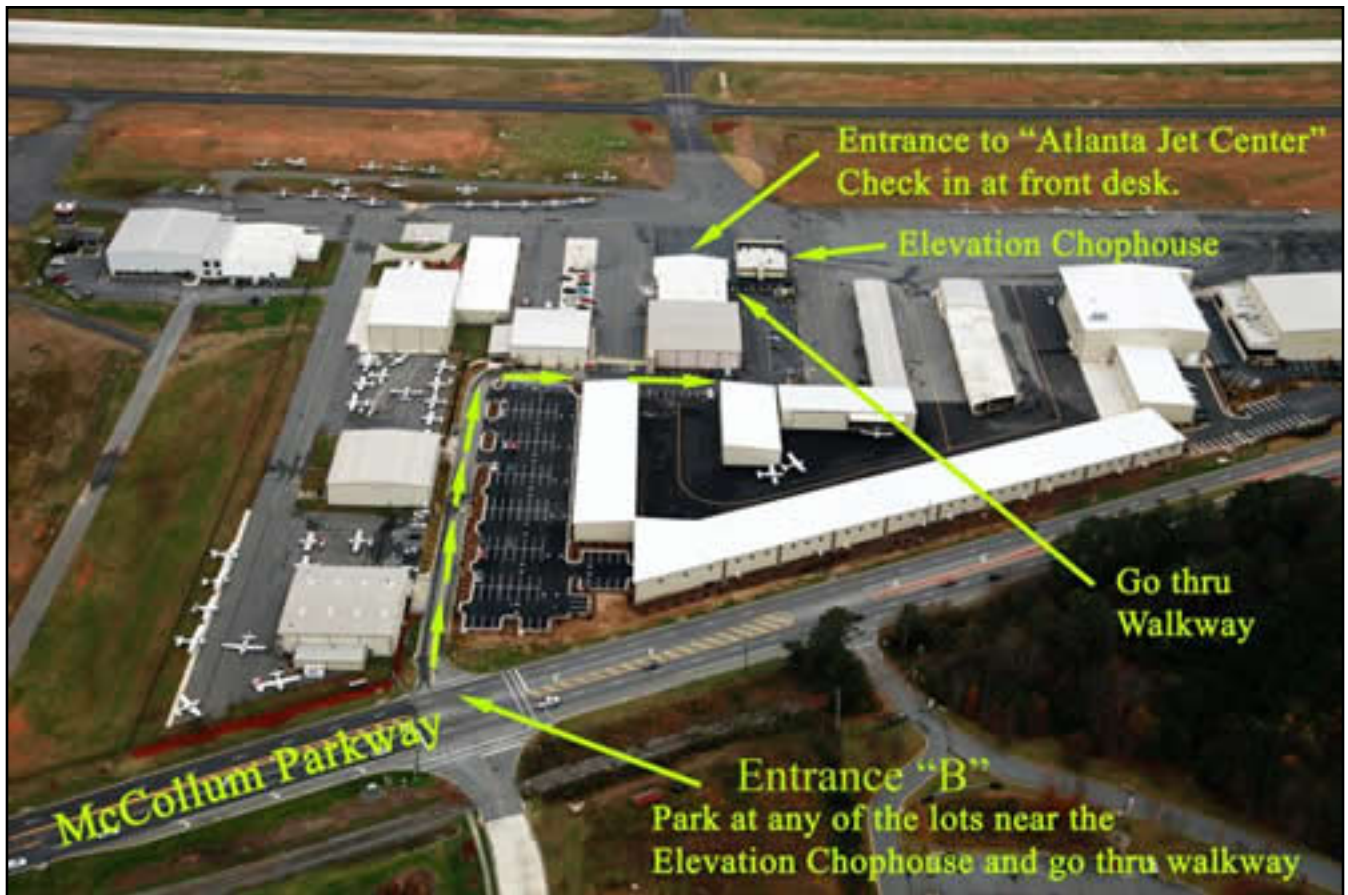 Entrance to “Atlanta Jet Center”
Check in at front desk.
Elevation Chophouse
Go thru
Walkway
McCollum Parkway
Entrance “B”
Park at any of the lots near the
Elevation Chophouse and go thru walkway